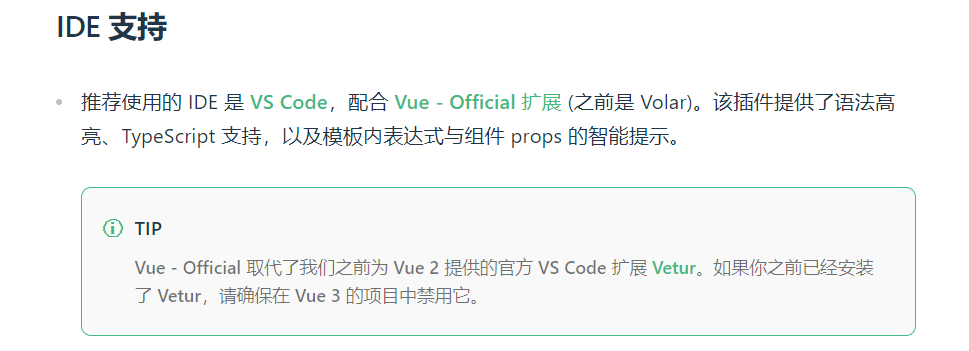 IDE 支持
推荐使用的 IDE 是 VS Code，配合 Vue - Official 扩展 (之前是 Volar)。该插件提供了语法高
亮、TypeScript 支持，以及模板内表达式与组件 props 的智能提示。
TIP
Vue - Official 取代了我们之前为 Vue 2 提供的官方 VS Code 扩展 Vetur。如果你之前已经安装
了 Vetur，请确保在 Vue 3 的项目中禁用它。